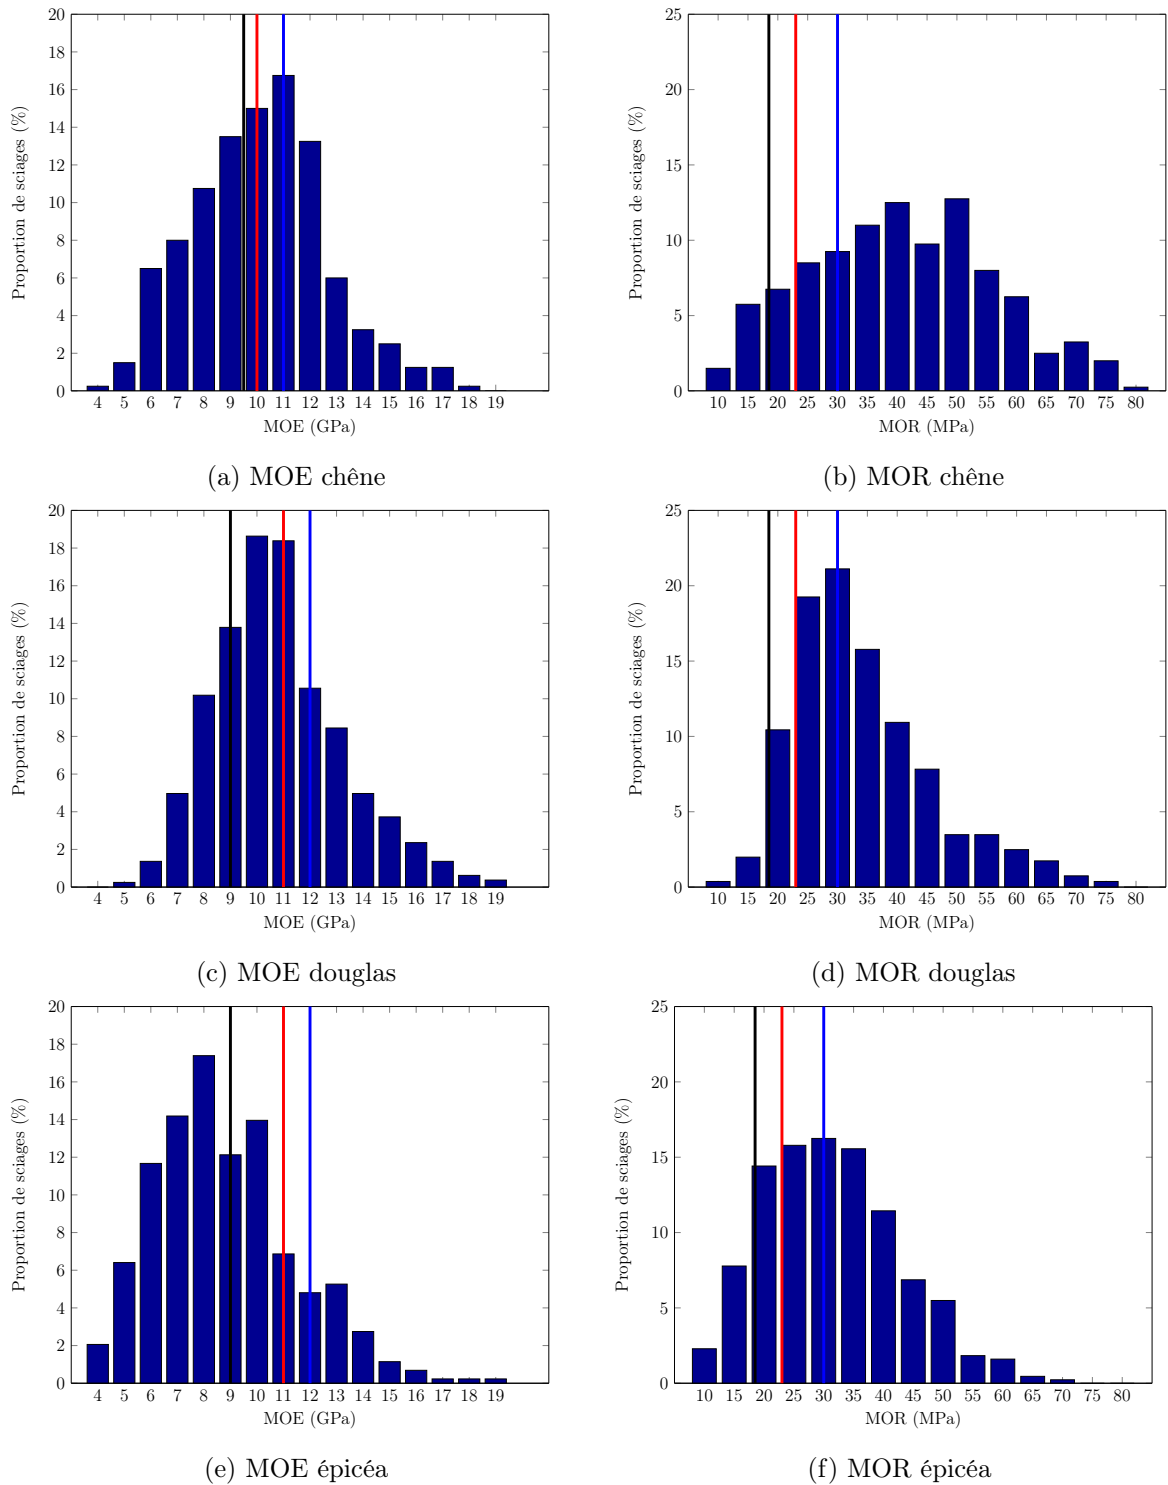 20
18
16
14
12
10
8
6
4
2
0
Proportion de sciages (%)
4 5 6 7 8 9 10 11 12 13 14 15 16 17 18 19
MOE (GPa)
(a) MOE chêne
25
20
15
10
5
0
Proportion de sciages (%)
10 15 20 25 30 35 40 45 50 55 60 65 70 75 80
MOR (MPa)
(b) MOR chêne
20
18
16
14
12
10
8
6
4
2
0
Proportion de sciages (%)
4 5 6 7 8 9 10 11 12 13 14 15 16 17 18 19
MOE (GPa)
(c) MOE douglas
25
20
15
10
5
0
Proportion de sciages (%)
10 15 20 25 30 35 40 45 50 55 60 65 70 75 80
MOR (MPa)
(d) MOR douglas
20
18
16
14
12
10
8
6
4
2
0
Proportion de sciages (%)
4 5 6 7 8 9 10 11 12 13 14 15 16 17 18 19
MOE (GPa)
(e) MOE épicéa
25
20
15
10
5
0
Proportion de sciages (%)
10 15 20 25 30 35 40 45 50 55 60 65 70 75 80
MOR (MPa)
(f) MOR épicéa